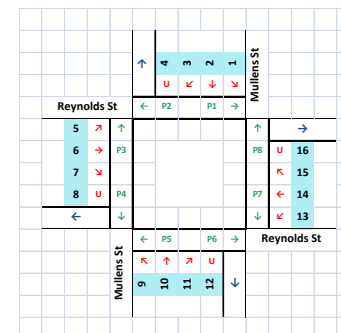 ↑ 4 3 2 1 Mullens St
U ↙ ↓ ↘
Reynolds St ← P2 P1 →
5 ↗ ↑ ↑ →
6 → P3 P8 U 16
7 ↘ ↖ 15
8 U P4 P7 ← 14
← ↓ ↓ ↙ 13
← P5 P6 → Reynolds St
Mullens St ↖ ↑ ↗ U ↓
9 10 11 12